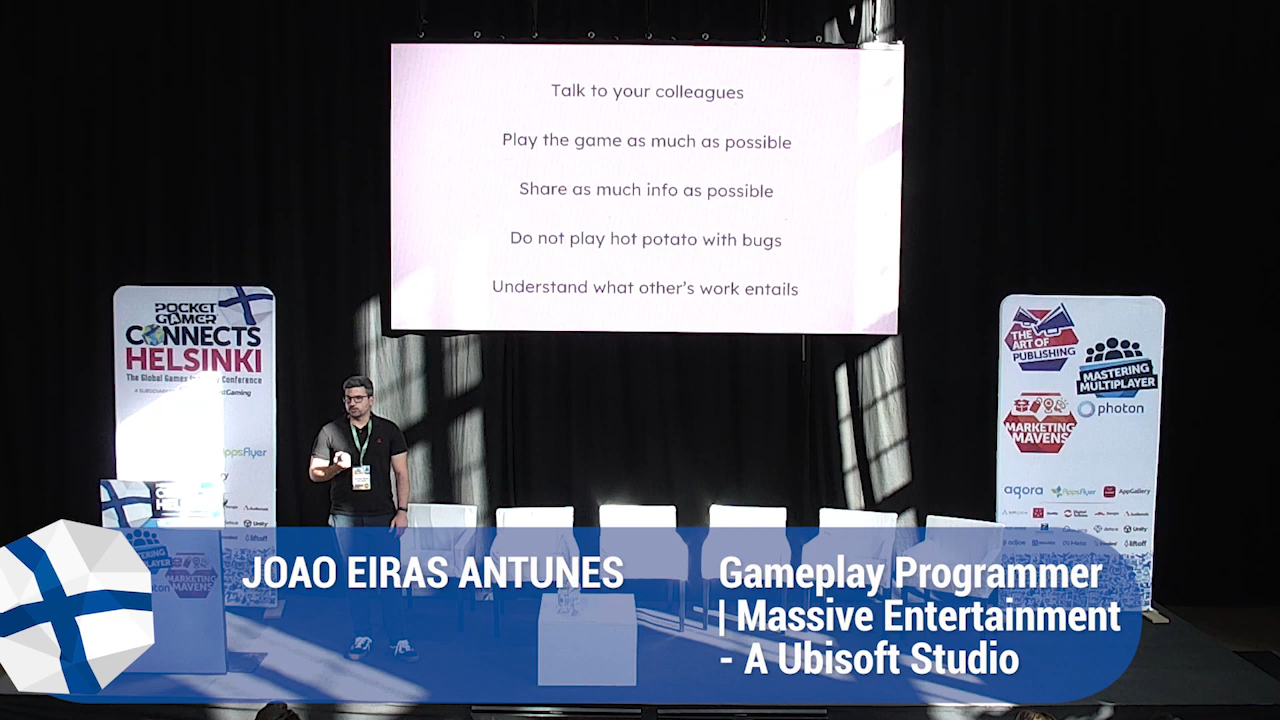 Talk to your colleagues
Play the game as much as possible
Share as much info as possible
Do not play hot potato with bugs
Understand what other's work entails
POCKET
GAMER
CONNECTS
HELSINKI
The Global Games
Conference
THE
ART OF
PUBLISHING
MASTERING
MULTIPLAYER
photon
MARKETING
MAVENS
agora
AppsFlyer
AppGallery
Unity
liftoff
JOAO EIRAS ANTUNES
Gameplay Programmer
| Massive Entertainment
- A Ubisoft Studio